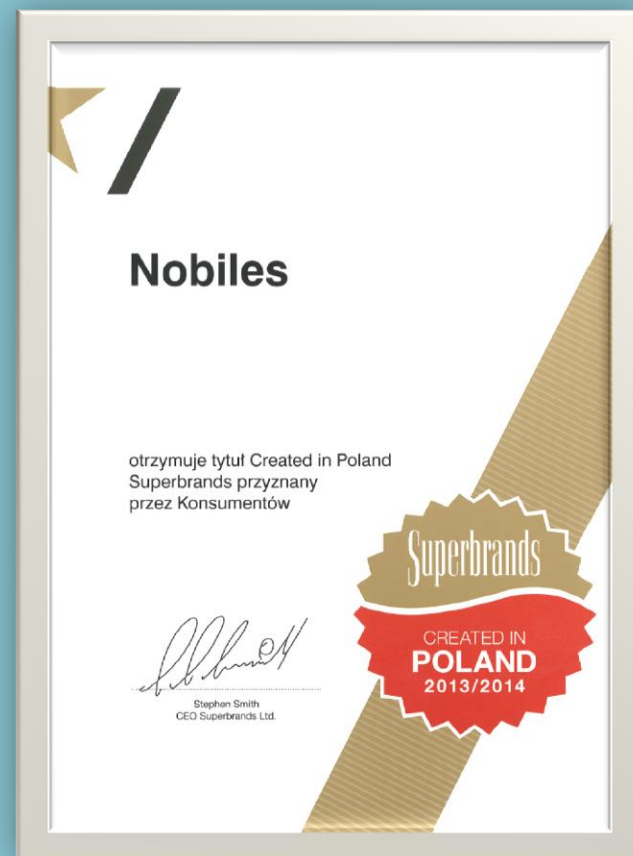 Nobiles
otrzymuje tytuł Created in Poland
Superbrands przyznany
przez Konsumentów
Superbrands
CREATED IN
POLAND
2013/2014
Stephen Smith
CEO Superbrands Ltd.